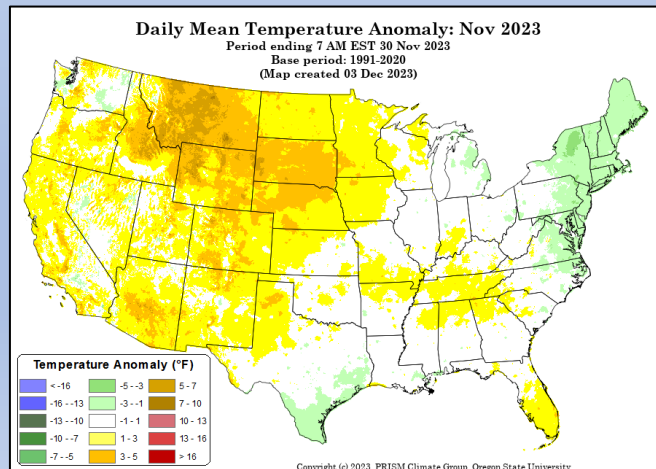 Daily Mean Temperature Anomaly: Nov 2023
Period ending 7 AM EST 30 Nov 2023
Base period: 1991-2020
(Map created 03 Dec 2023)
Temperature Anomaly (°F)
< -16 -5 - -3 5 - 7
-16 - -13 -3 - -1 7 - 10
-13 - -10 -1 - 1 10 - 13
-10 - -7 1 - 3 13 - 16
-7 - -5 3 - 5 > 16
Copyright (c) 2023, PRISM Climate Group, Oregon State University